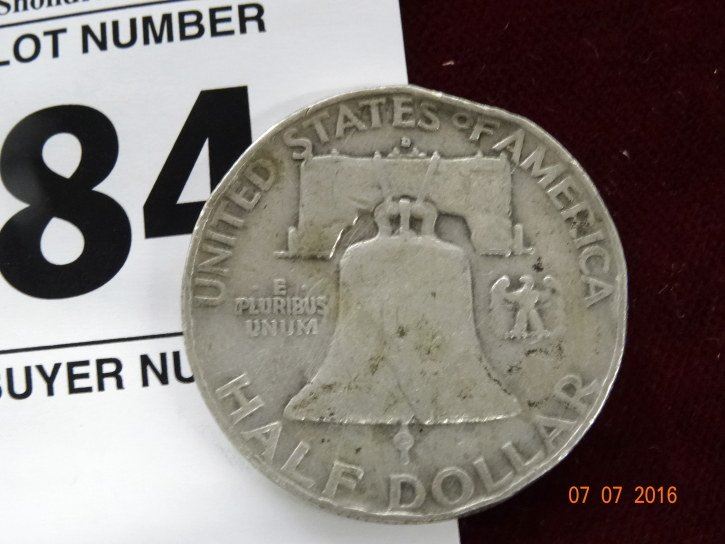 LOT NUMBER
84
BUYER NU
UNITED STATES OF AMERICA
D
E
PLURIBUS
UNUM
HALF DOLLAR
07 07 2016